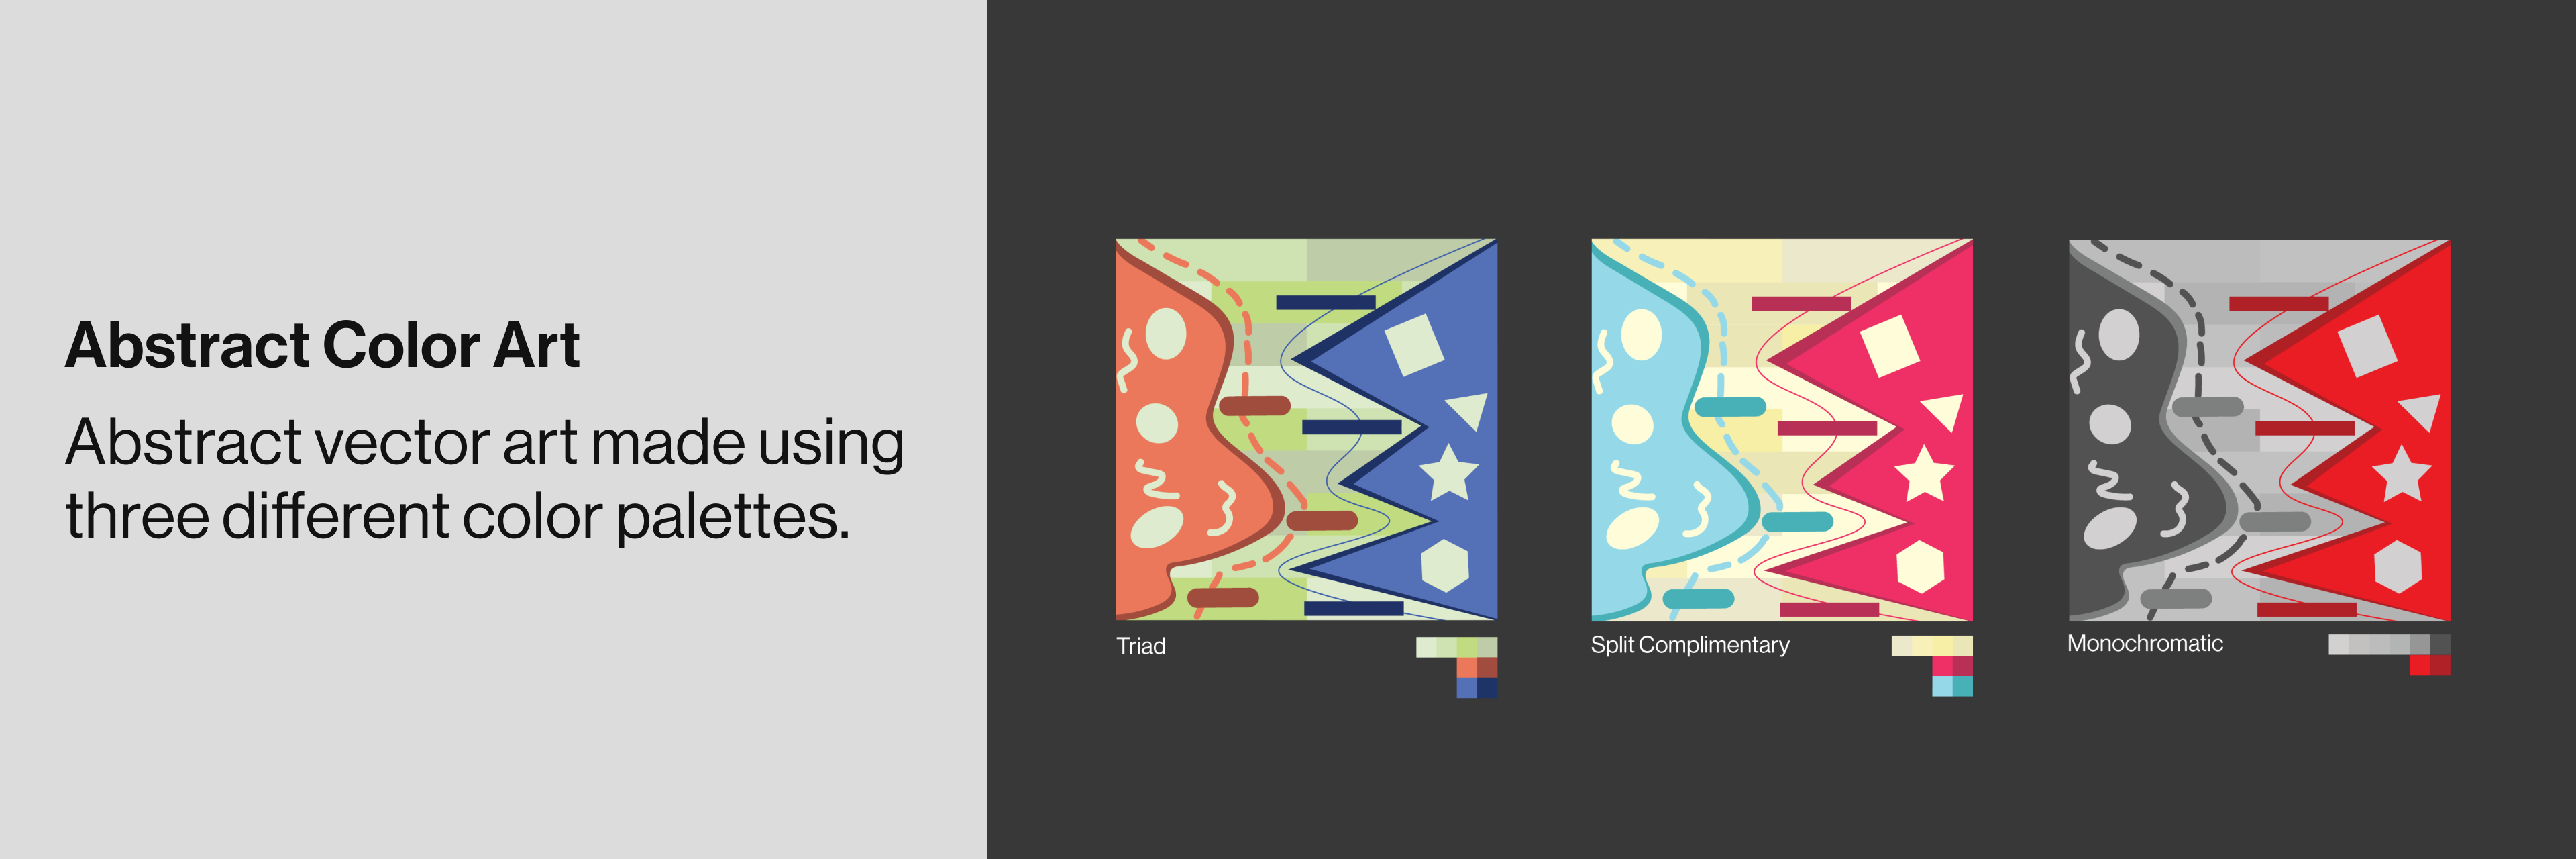 Abstract Color Art
Abstract vector art made using
three different color palettes.
Triad
Split Complimentary
Monochromatic